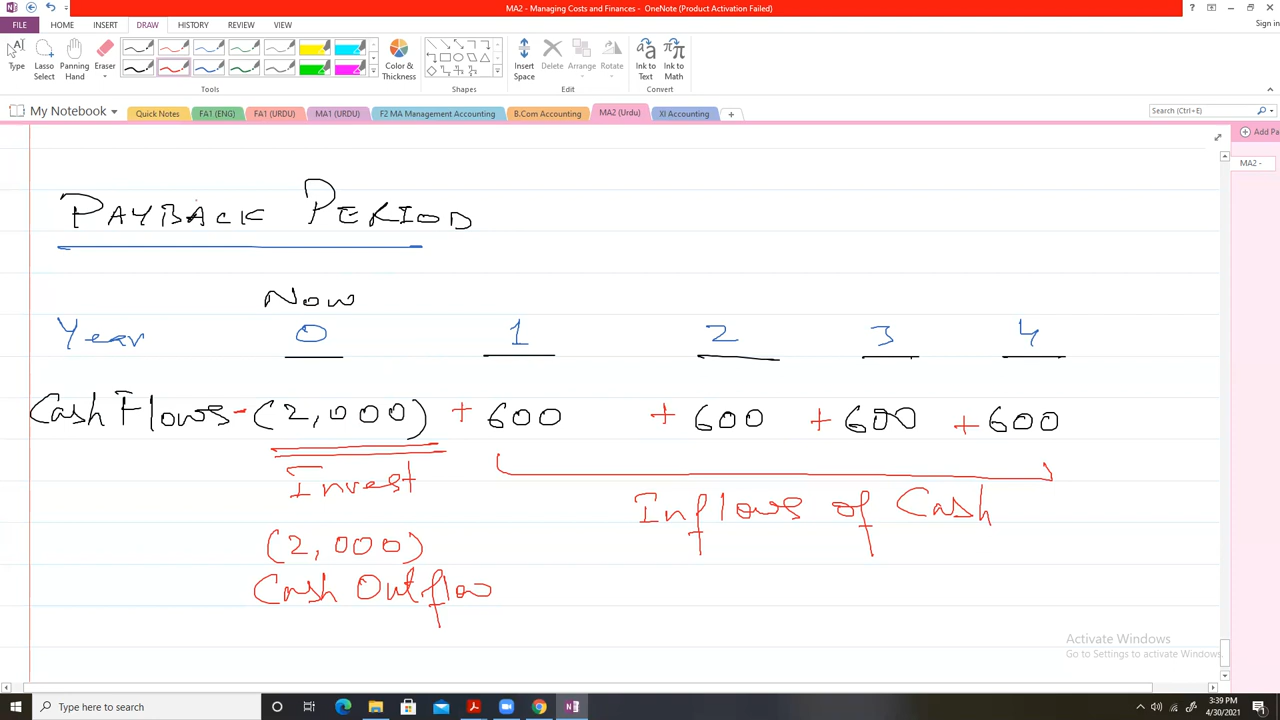 MA2 - Managing Costs and Finances - OneNote (Product Activation Failed)
Sign in
FILE HOME INSERT DRAW HISTORY REVIEW VIEW
Type Lasso Select Panning Hand Eraser Color & Thickness Insert Space Delete Arrange Rotate Ink to Text Ink to Math
Tools Shapes Edit Convert
My Notebook Quick Notes FA1 (ENG) FA1 (URDU) MA1 (URDU) F2 MA Management Accounting B.Com Accounting MA2 (Urdu) XI Accounting Search (Ctrl+E)
Add Pa
MA2 -
PAYBACK PERIOD
Now
Year 0 1 2 3 4
Cash Flows - (2,000) + 600 + 600 + 600 + 600
Invest
Inflows of Cash
(2,000)
Cash Outflow
Activate Windows
Go to Settings to activate Windows.
Type here to search
3:39 PM
4/30/2021